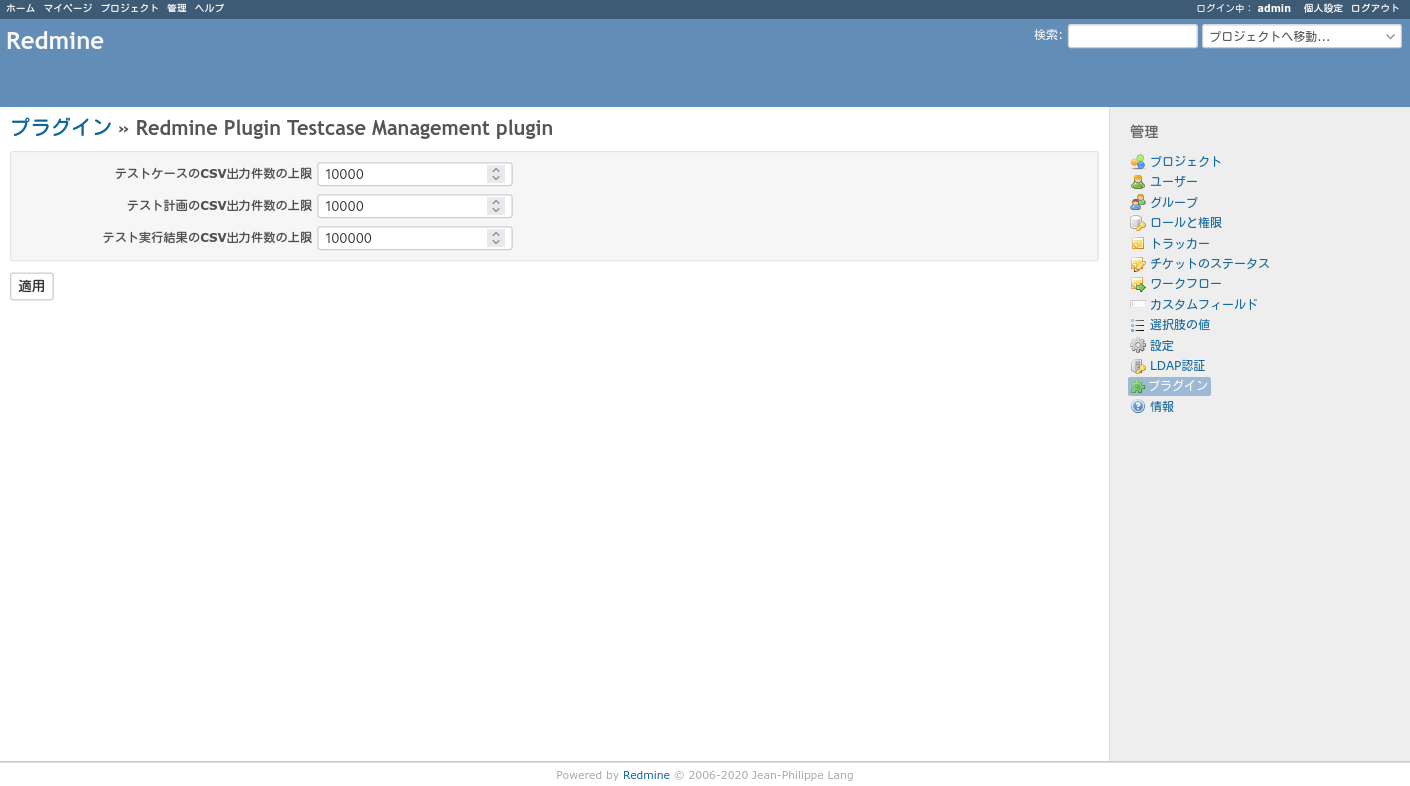 ホーム マイページ プロジェクト 管理 ヘルプ ログイン中： admin 個人設定 ログアウト
Redmine 検索: プロジェクトへ移動...
プラグイン » Redmine Plugin Testcase Management plugin
テストケースのCSV出力件数の上限 10000
テスト計画のCSV出力件数の上限 10000
テスト実行結果のCSV出力件数の上限 100000
適用
管理
プロジェクト
ユーザー
グループ
ロールと権限
トラッカー
チケットのステータス
ワークフロー
カスタムフィールド
選択肢の値
設定
LDAP認証
プラグイン
情報
Powered by Redmine © 2006-2020 Jean-Philippe Lang